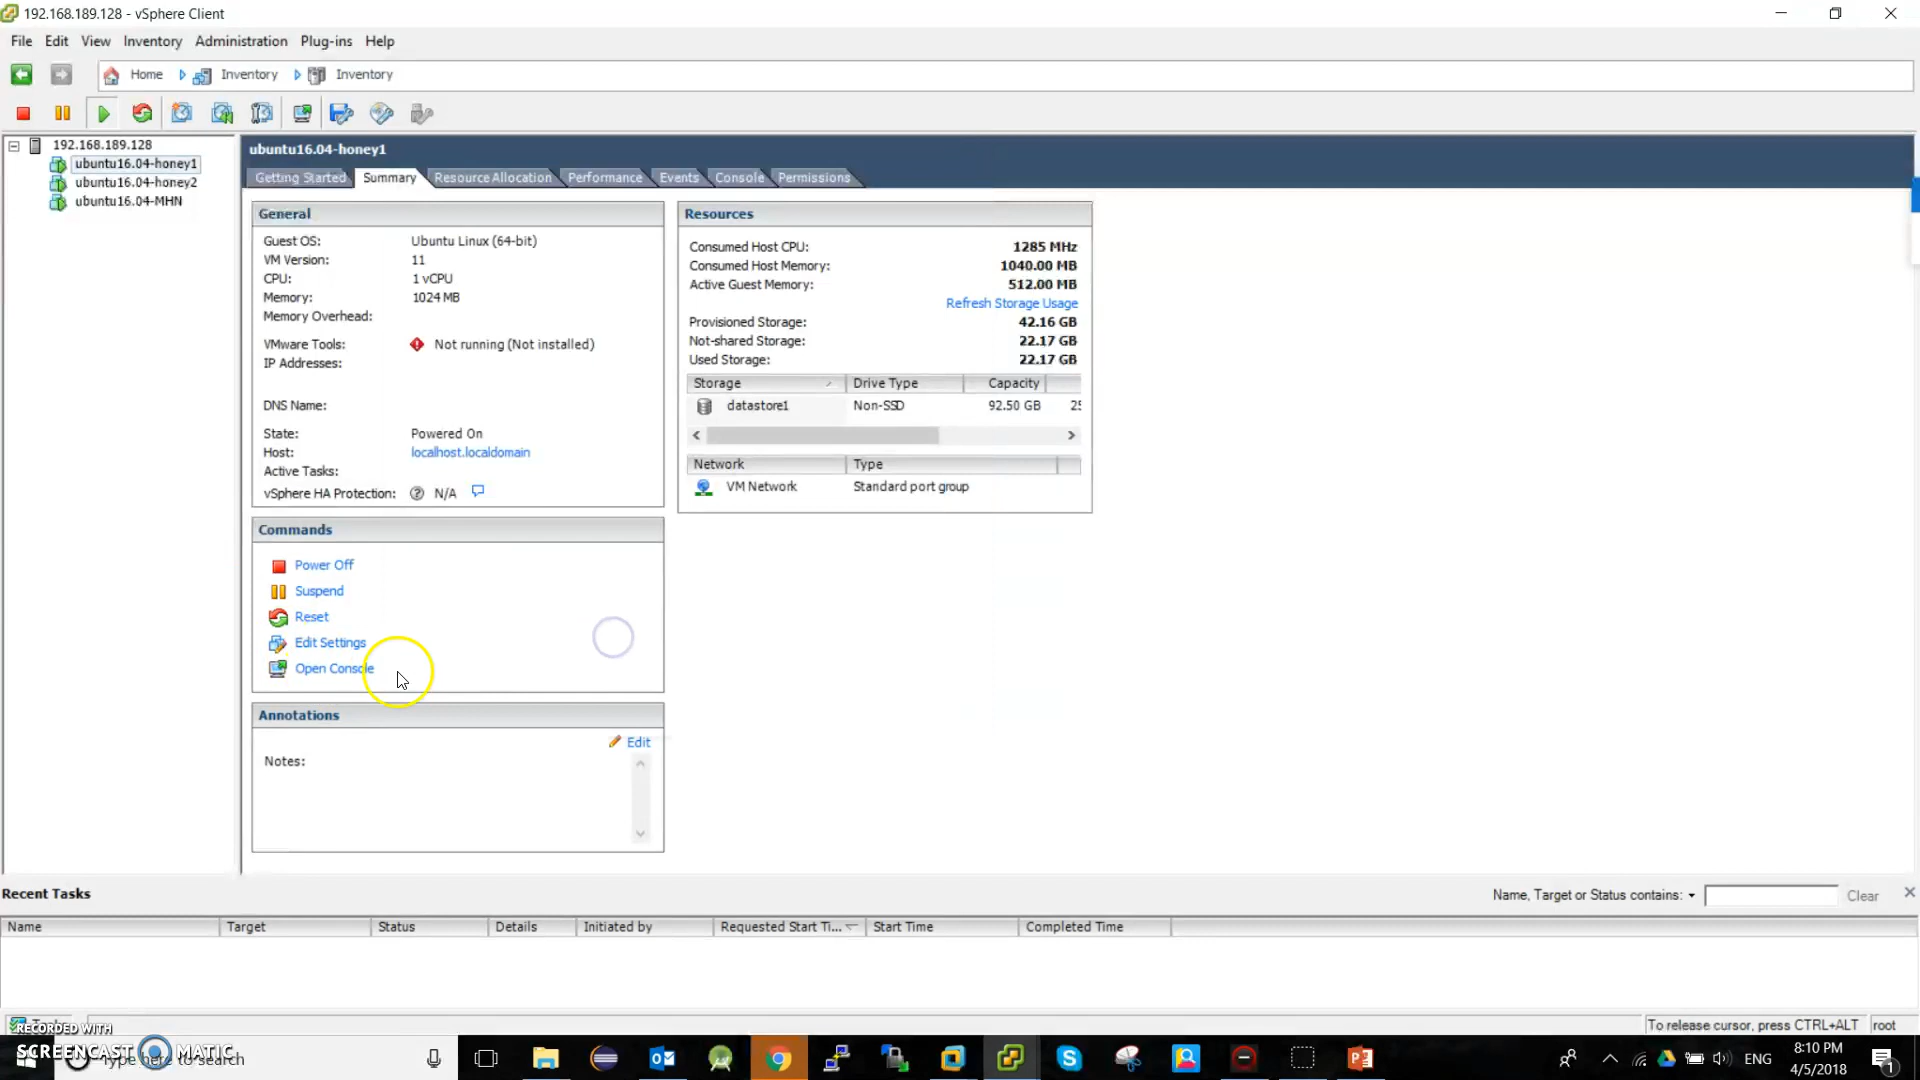 192.168.189.128 - vSphere Client
File Edit View Inventory Administration Plug-ins Help
Home Inventory Inventory
192.168.189.128
ubuntu16.04-honey1
ubuntu16.04-honey2
ubuntu16.04-MHN
ubuntu16.04-honey1
Getting Started Summary Resource Allocation Performance Events Console Permissions
General
Guest OS: Ubuntu Linux (64-bit)
VM Version: 11
CPU: 1 vCPU
Memory: 1024 MB
Memory Overhead:
VMware Tools: Not running (Not installed)
IP Addresses:
DNS Name:
State: Powered On
Host: localhost.localdomain
Active Tasks:
vSphere HA Protection: N/A
Commands
Power Off
Suspend
Reset
Edit Settings
Open Console
Annotations
Edit
Notes:
Resources
Consumed Host CPU: 1285 MHz
Consumed Host Memory: 1040.00 MB
Active Guest Memory: 512.00 MB
Refresh Storage Usage
Provisioned Storage: 42.16 GB
Not-shared Storage: 22.17 GB
Used Storage: 22.17 GB
Storage Drive Type Capacity
datastore1 Non-SSD 92.50 GB 25
Network Type
VM Network Standard port group
Recent Tasks
Name, Target or Status contains: Clear
Name Target Status Details Initiated by Requested Start Ti... Start Time Completed Time
To release cursor, press CTRL+ALT root
RECORDED WITH
SCREENCAST MATIC
Type here to search
ENG
8:10 PM
4/5/2018
1